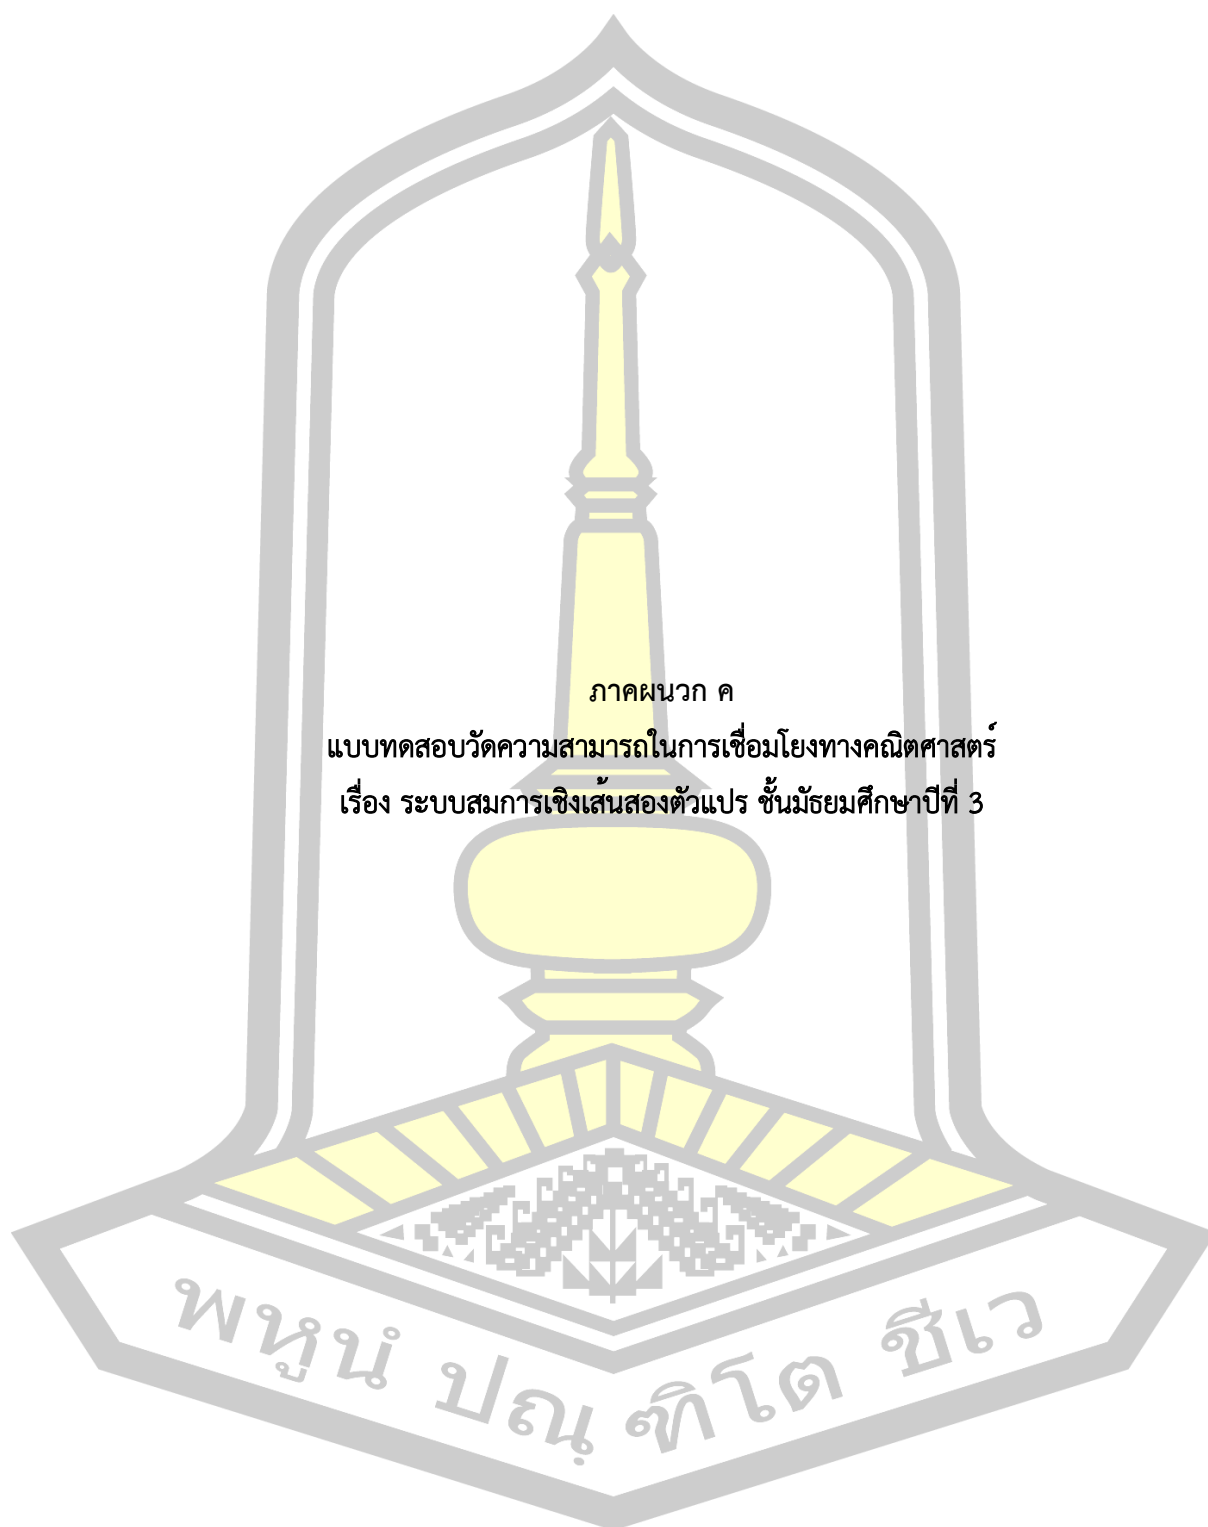 ภาคผนวก ค
แบบทดสอบวัดความสามารถในการเชื่อมโยงทางคณิตศาสตร์
เรื่อง ระบบสมการเชิงเส้นสองตัวแปร ชั้นมัธยมศึกษาปีที่ 3
พหูนํ ปณฺฑิโต ชีเว